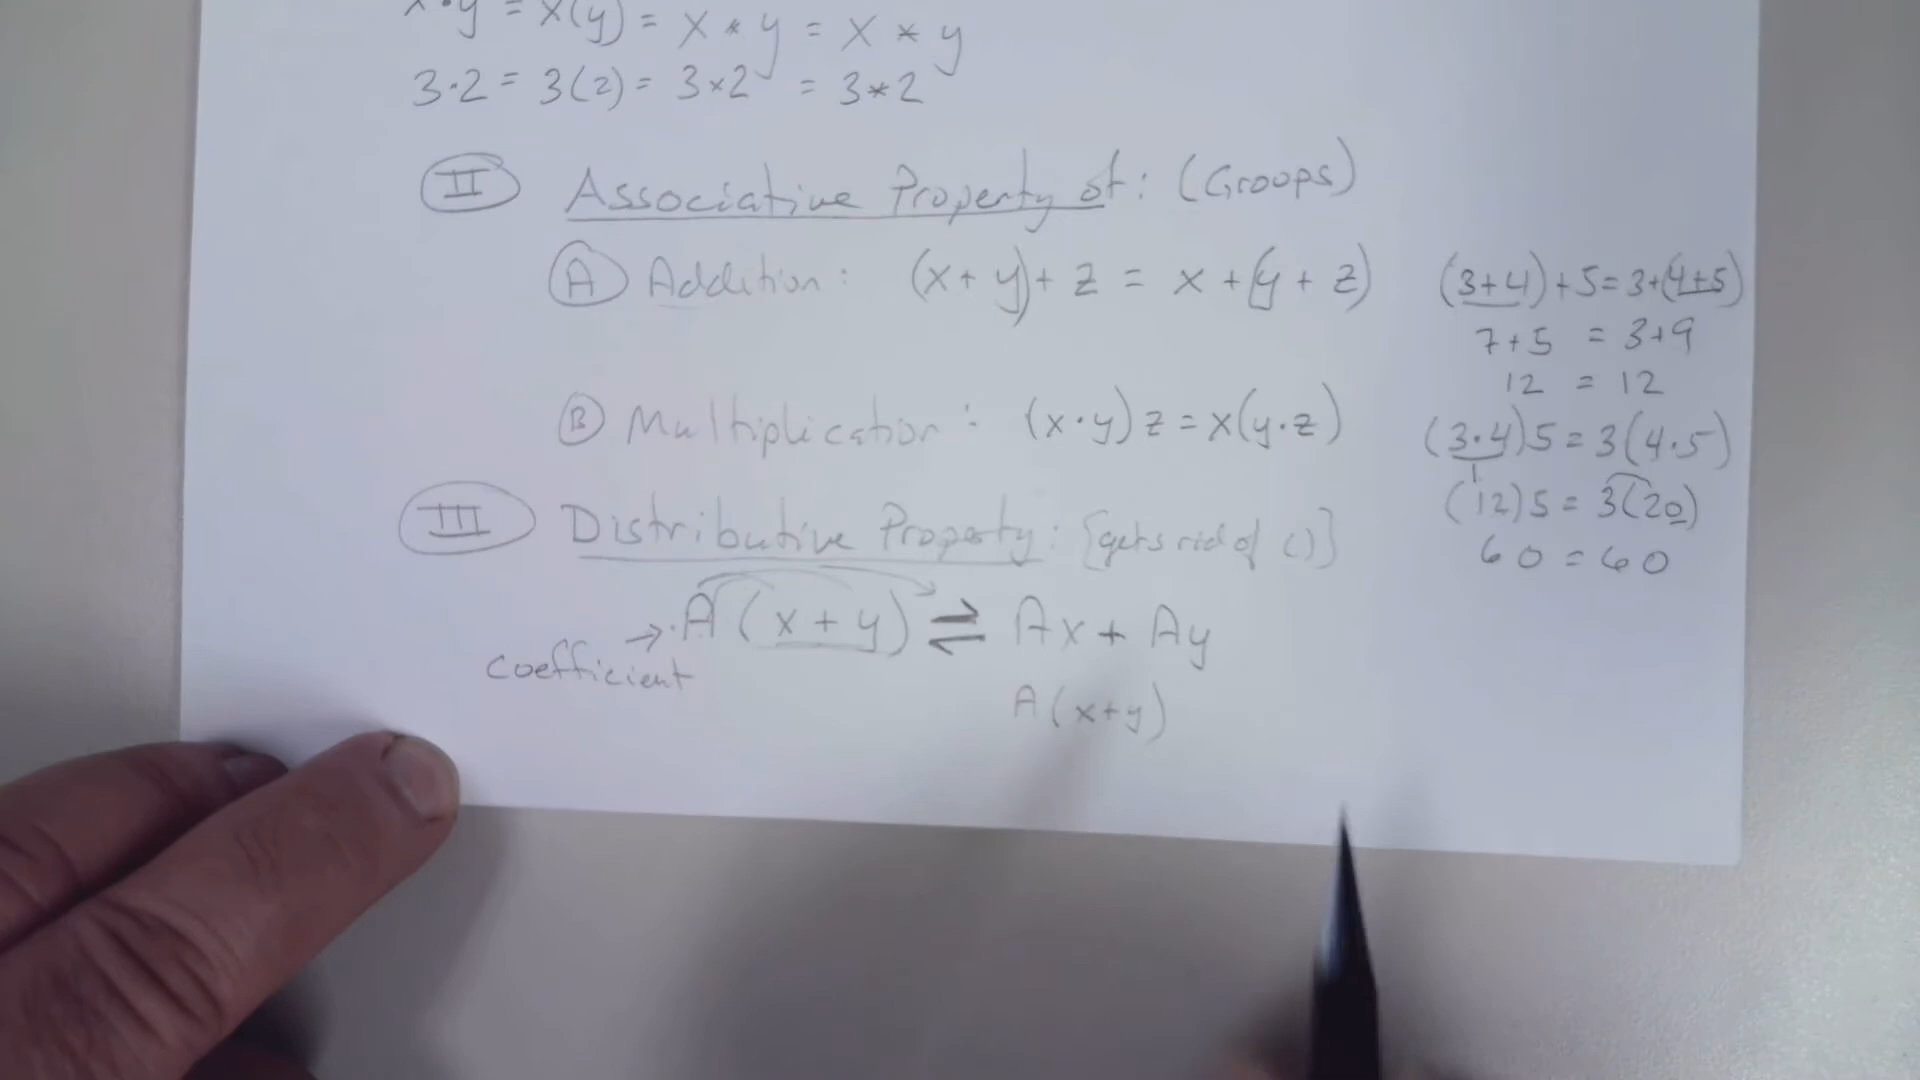 x · y = x(y) = x * y = x * y
3·2 = 3(2) = 3×2 = 3*2
II Associative Property of: (Groups)
A Addition: (x + y) + z = x + (y + z)
(3+4)+5=3+(4+5)
7+5 = 3+9
12 = 12
B Multiplication: (x·y)z = x(y·z)
(3·4)5=3(4·5)
(12)5=3(20)
60=60
III Distributive Property: {gets rid of ()}
A(x + y) ⇌ Ax + Ay
coefficient →
A(x+y)